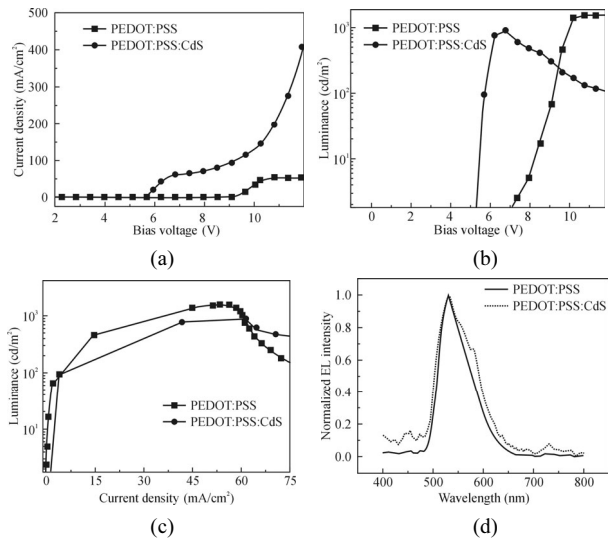 PEDOT:PSS
PEDOT:PSS:CdS
500
400
300
200
100
0
Current density (mA/cm²)
2 4 6 8 10
Bias voltage (V)
(a)
PEDOT:PSS
PEDOT:PSS:CdS
10³
10²
10¹
Luminance (cd/m²)
0 2 4 6 8 10
Bias voltage (V)
(b)
10³
10²
10¹
Luminance (cd/m²)
PEDOT:PSS
PEDOT:PSS:CdS
0 15 30 45 60 75
Current density (mA/cm²)
(c)
PEDOT:PSS
PEDOT:PSS:CdS
1.0
0.8
0.6
0.4
0.2
0.0
Normalized EL intensity
400 500 600 700 800
Wavelength (nm)
(d)